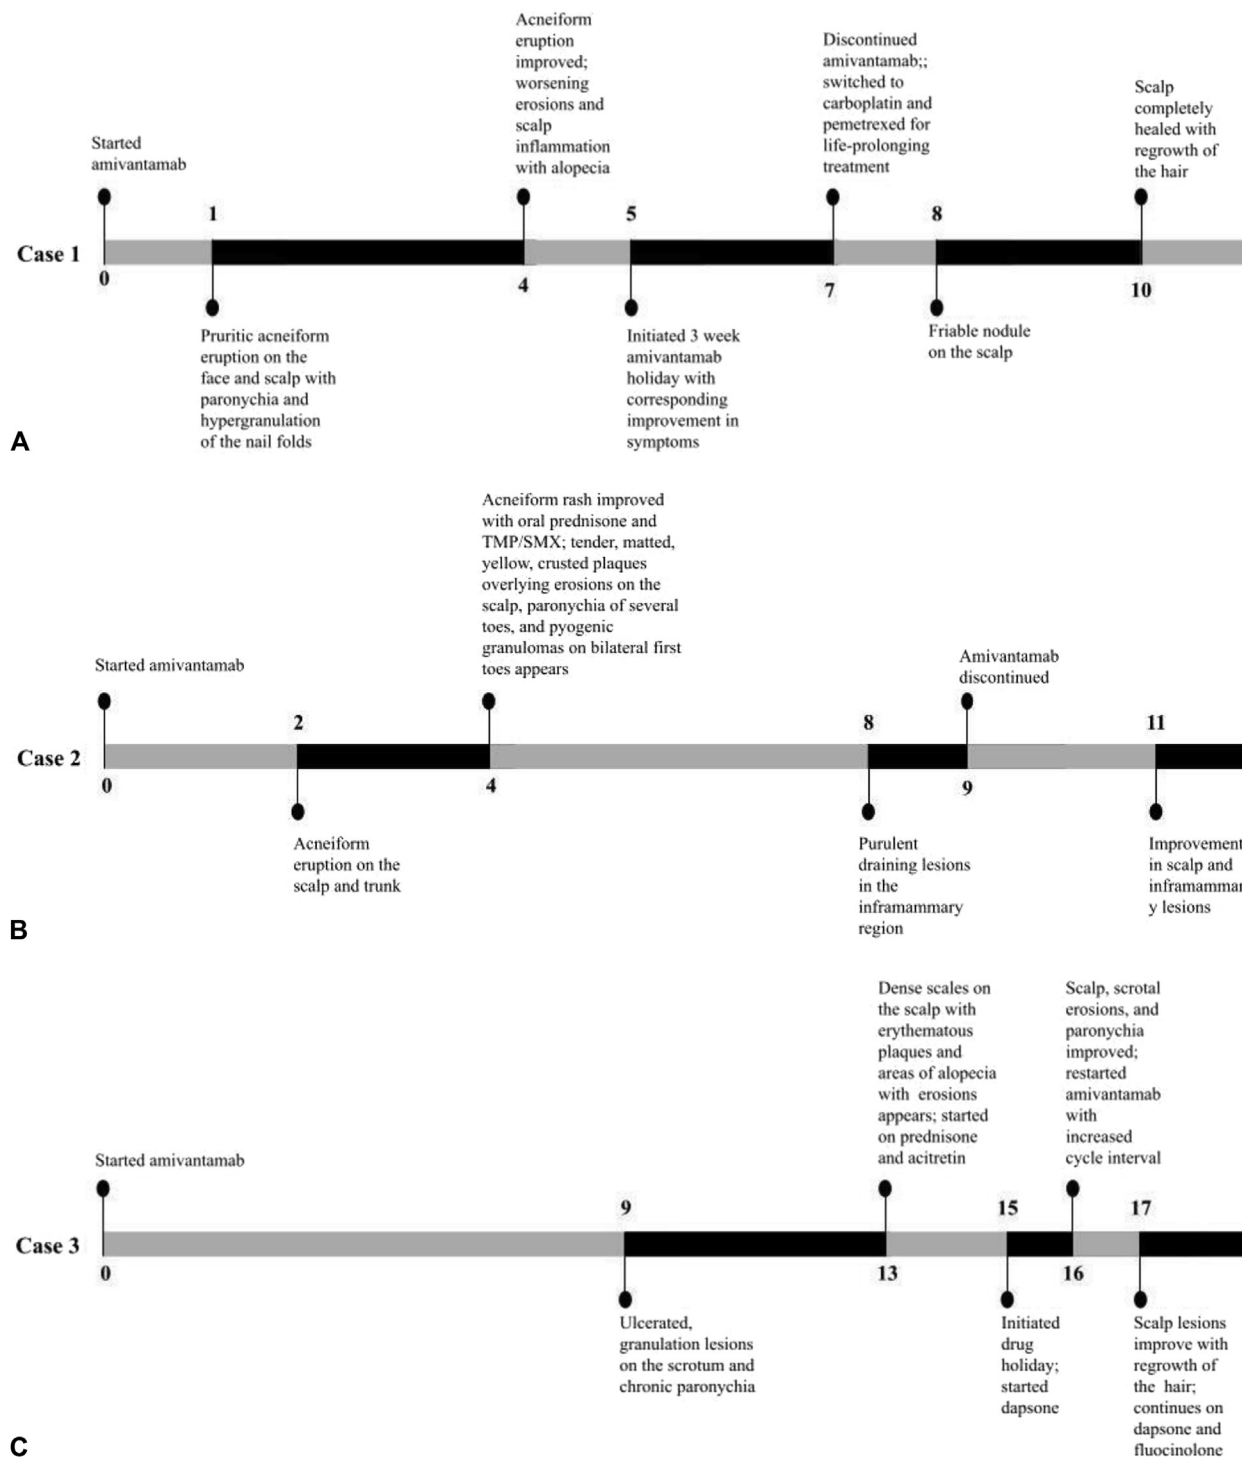 Started
amivantamab
Acneiform
eruption
improved;
worsening
erosions and
scalp
inflammation
with alopecia
Discontinued
amivantamab;;
switched to
carboplatin and
pemetrexed for
life-prolonging
treatment
Scalp
completely
healed with
regrowth of
the hair
1
5
8
Case 1
0
4
7
10
Pruritic acneiform
eruption on the
face and scalp with
paronychia and
hypergranulation
of the nail folds
Initiated 3 week
amivantamab
holiday with
corresponding
improvement in
symptoms
Friable nodule
on the scalp
A
Started amivantamab
Acneiform rash improved
with oral prednisone and
TMP/SMX; tender, matted,
yellow, crusted plaques
overlying erosions on the
scalp, paronychia of several
toes, and pyogenic
granulomas on bilateral first
toes appears
Amivantamab
discontinued
2
8
11
Case 2
0
4
9
Acneiform
eruption on the
scalp and trunk
Purulent
draining lesions
in the
inframammary
region
Improvement
in scalp and
inframammar
y lesions
B
Started amivantamab
Dense scales on
the scalp with
erythematous
plaques and
areas of alopecia
with erosions
appears; started
on prednisone
and acitretin
Scalp, scrotal
erosions, and
paronychia
improved;
restarted
amivantamab
with
increased
cycle interval
9
15
17
Case 3
0
13
16
Ulcerated,
granulation lesions
on the scrotum and
chronic paronychia
Initiated
drug
holiday;
started
dapsone
Scalp lesions
improve with
regrowth of
the hair;
continues on
dapsone and
fluocinolone
C